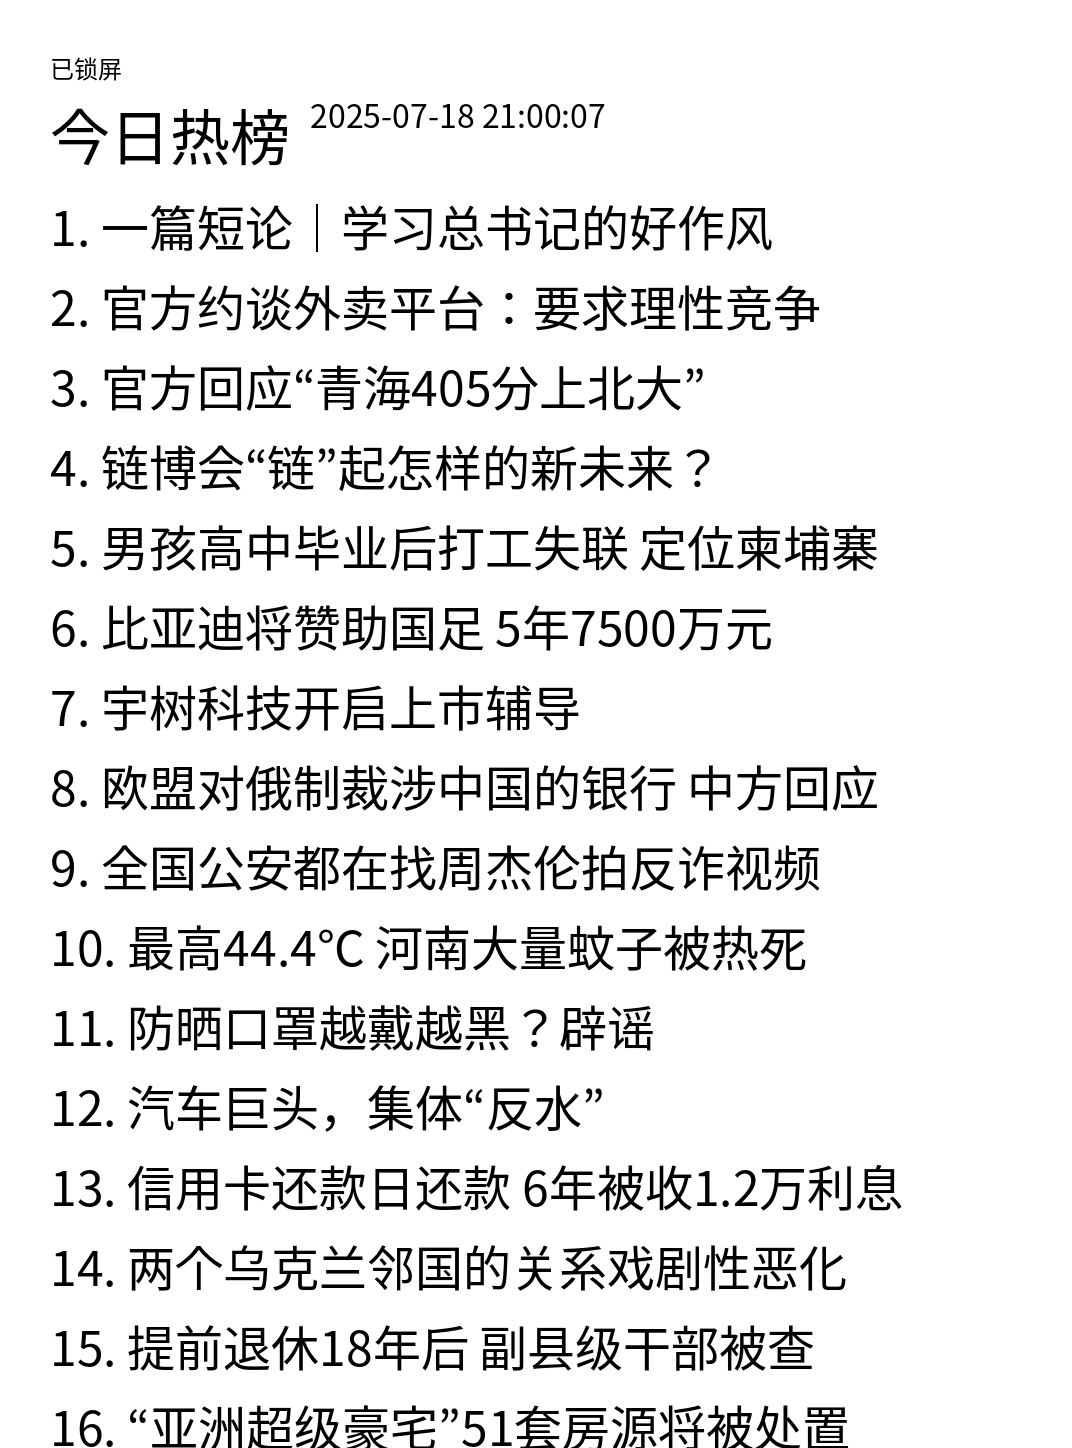 已锁屏
今日热榜 2025-07-18 21:00:07
1. 一篇短论｜学习总书记的好作风
2. 官方约谈外卖平台：要求理性竞争
3. 官方回应“青海405分上北大”
4. 链博会“链”起怎样的新未来？
5. 男孩高中毕业后打工失联 定位柬埔寨
6. 比亚迪将赞助国足 5年7500万元
7. 宇树科技开启上市辅导
8. 欧盟对俄制裁涉中国的银行 中方回应
9. 全国公安都在找周杰伦拍反诈视频
10. 最高44.4℃ 河南大量蚊子被热死
11. 防晒口罩越戴越黑？辟谣
12. 汽车巨头，集体“反水”
13. 信用卡还款日还款 6年被收1.2万利息
14. 两个乌克兰邻国的关系戏剧性恶化
15. 提前退休18年后 副县级干部被查
16. “亚洲超级豪宅”51套房源将被处置